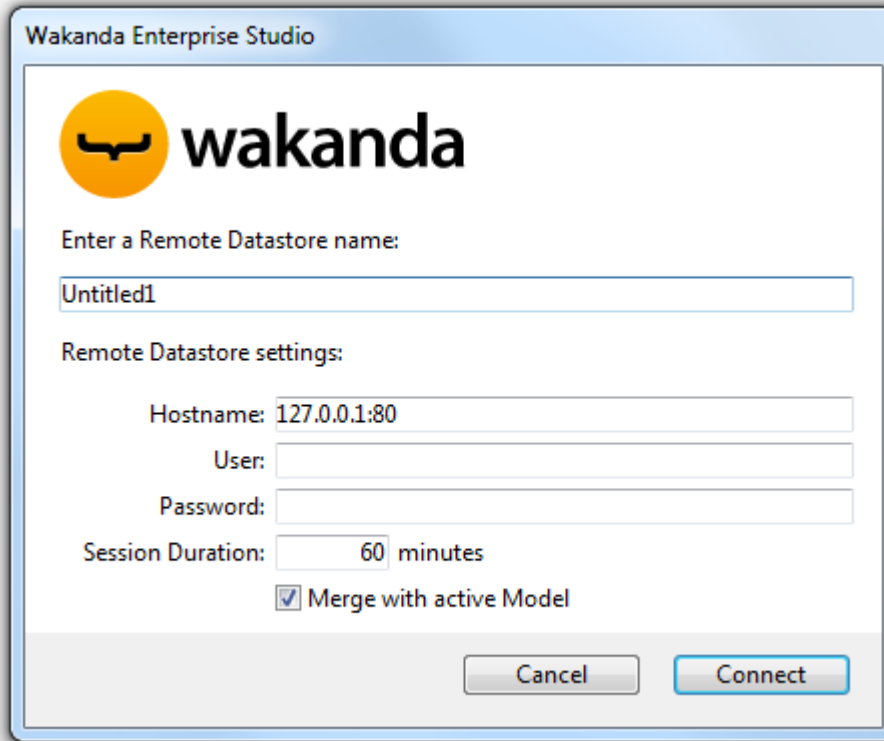 Wakanda Enterprise Studio
wakanda
Enter a Remote Datastore name:
Untitled1
Remote Datastore settings:
Hostname: 127.0.0.1:80
User:
Password:
Session Duration: 60 minutes
Merge with active Model
Cancel Connect